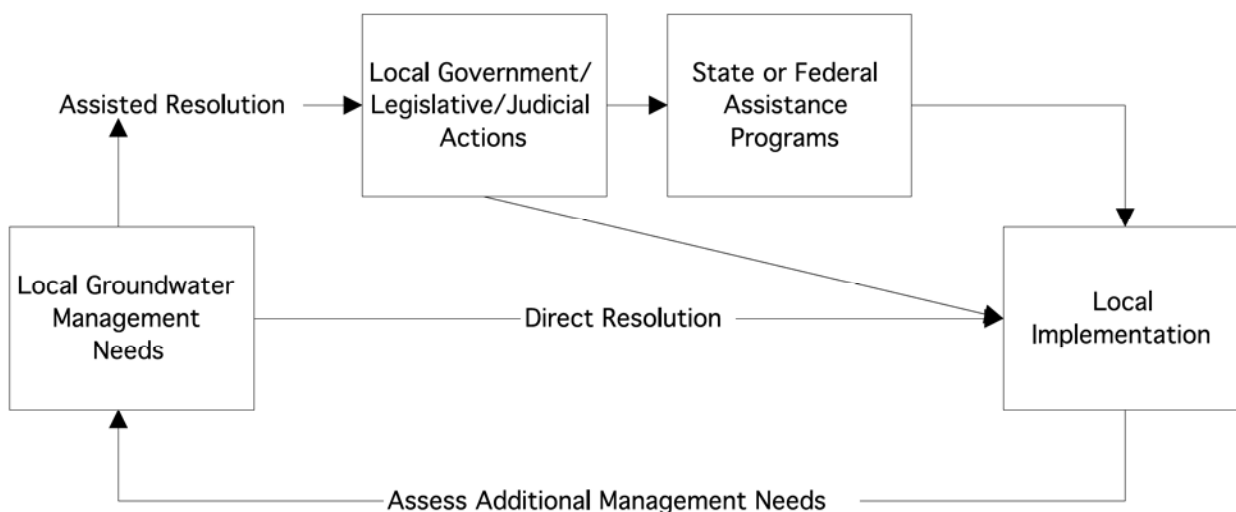 Assisted Resolution
Local Government/
Legislative/Judicial
Actions
State or Federal
Assistance
Programs
Local Groundwater
Management
Needs
Direct Resolution
Local
Implementation
Assess Additional Management Needs